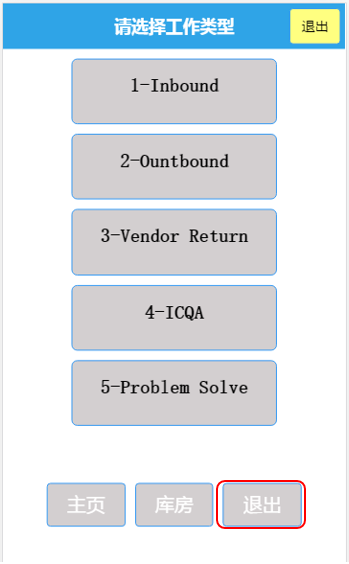 请选择工作类型 退出
1-Inbound
2-Ountbound
3-Vendor Return
4-ICQA
5-Problem Solve
主页 库房 退出